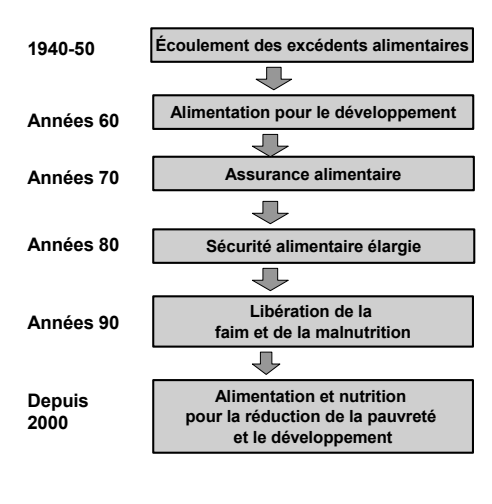 1940-50
Écoulement des excédents alimentaires
Années 60
Alimentation pour le développement
Années 70
Assurance alimentaire
Années 80
Sécurité alimentaire élargie
Années 90
Libération de la
faim et de la malnutrition
Depuis
2000
Alimentation et nutrition
pour la réduction de la pauvreté
et le développement